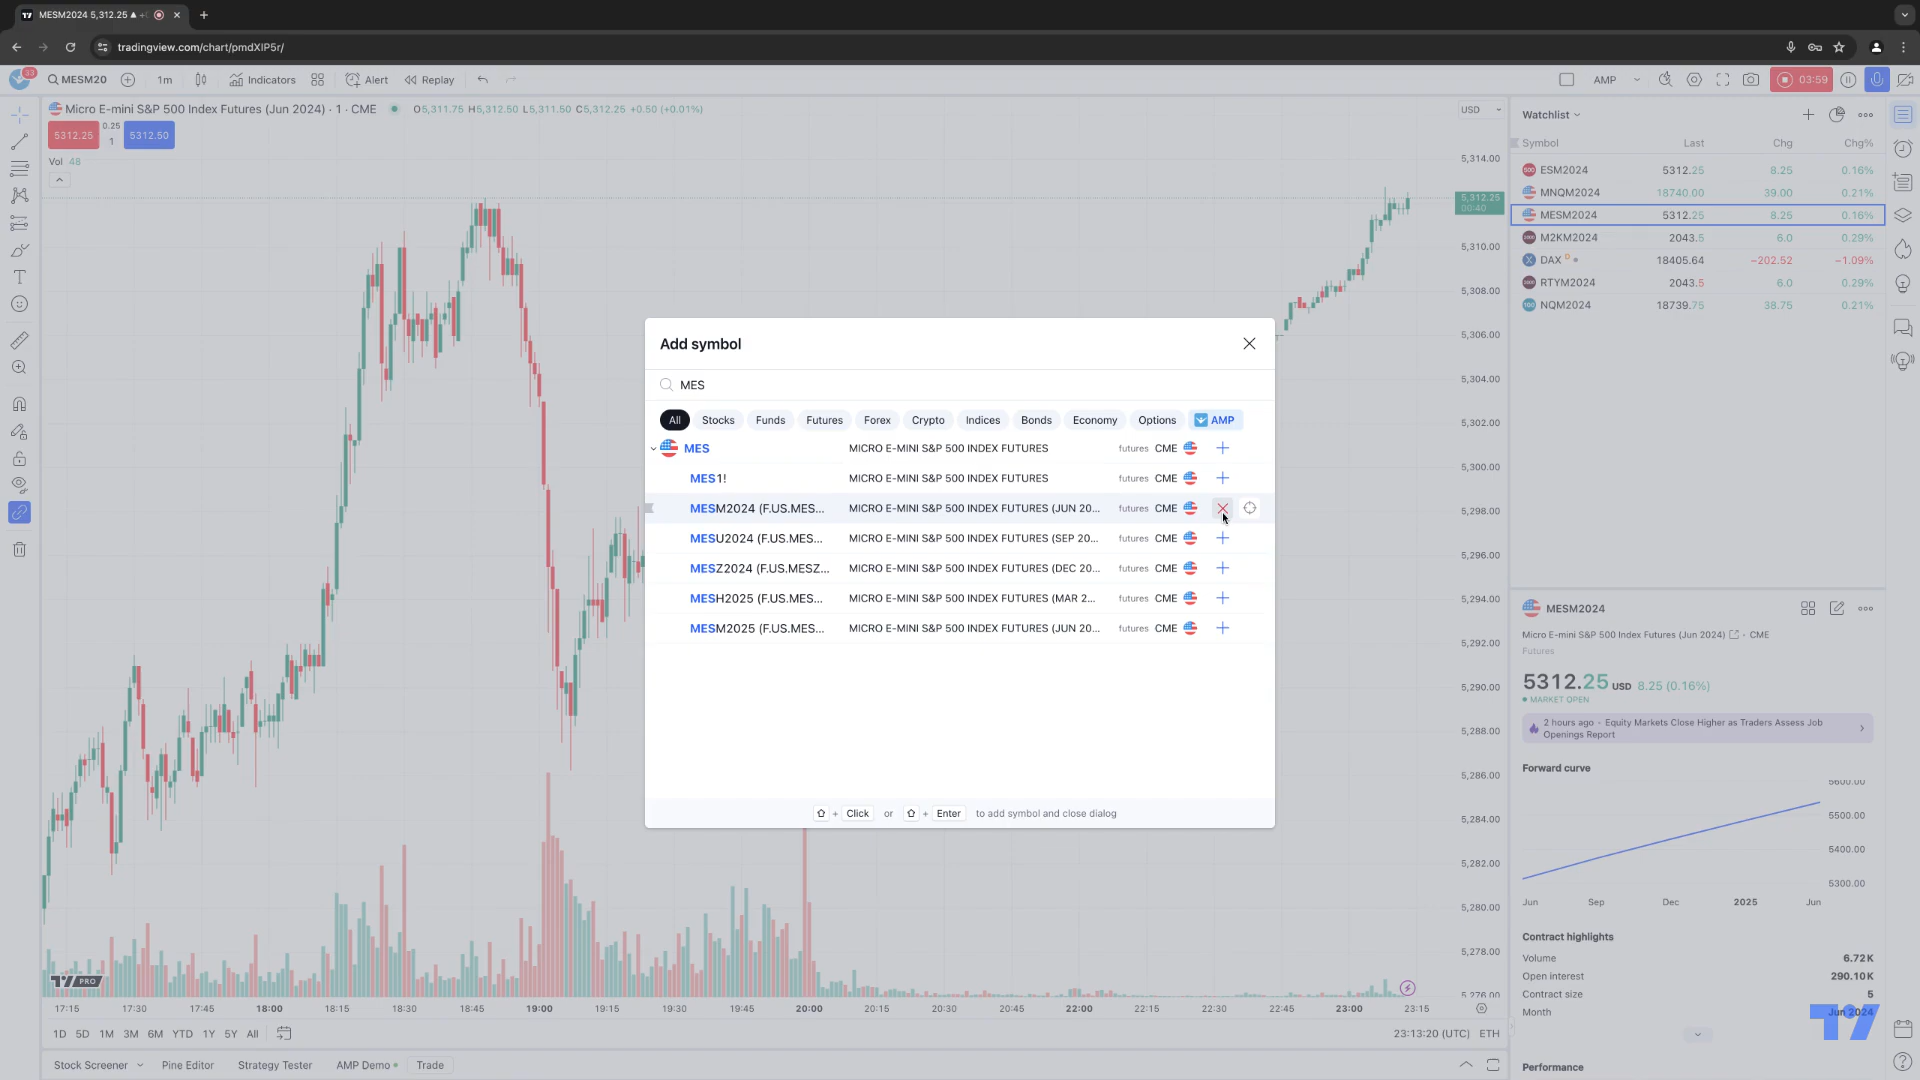 MESM2024 5,312.25 ▲ +
tradingview.com/chart/pmdXIP5r/
33 MESM20 1m Indicators Alert Replay AMP 03:59
Micro E-mini S&P 500 Index Futures (Jun 2024) · 1 · CME O5,311.75 H5,312.50 L5,311.50 C5,312.25 +0.50 (+0.01%) USD
5312.25 0.25 1 5312.50
Vol 48
5,314.00
5,312.25
00:40
5,310.00
5,308.00
5,306.00
5,304.00
5,302.00
5,300.00
5,298.00
5,296.00
5,294.00
5,292.00
5,290.00
5,288.00
5,286.00
5,284.00
5,282.00
5,280.00
5,278.00
5,276.00
Add symbol
MES
All Stocks Funds Futures Forex Crypto Indices Bonds Economy Options AMP
MES MICRO E-MINI S&P 500 INDEX FUTURES futures CME
MES1! MICRO E-MINI S&P 500 INDEX FUTURES futures CME
MESM2024 (F.US.MES... MICRO E-MINI S&P 500 INDEX FUTURES (JUN 20... futures CME
MESU2024 (F.US.MES... MICRO E-MINI S&P 500 INDEX FUTURES (SEP 20... futures CME
MESZ2024 (F.US.MESZ... MICRO E-MINI S&P 500 INDEX FUTURES (DEC 20... futures CME
MESH2025 (F.US.MES... MICRO E-MINI S&P 500 INDEX FUTURES (MAR 2... futures CME
MESM2025 (F.US.MES... MICRO E-MINI S&P 500 INDEX FUTURES (JUN 20... futures CME
+ Click or + Enter to add symbol and close dialog
PRO
17:15 17:30 17:45 18:00 18:15 18:30 18:45 19:00 19:15 19:30 19:45 20:00 20:15 20:30 20:45 22:00 22:15 22:30 22:45 23:00 23:15
1D 5D 1M 3M 6M YTD 1Y 5Y All 23:13:20 (UTC) ETH
Stock Screener Pine Editor Strategy Tester AMP Demo Trade
Watchlist
Symbol Last Chg Chg%
ESM2024 5312.25 8.25 0.16%
MNQM2024 18740.00 39.00 0.21%
MESM2024 5312.25 8.25 0.16%
M2KM2024 2043.5 6.0 0.29%
DAX D 18405.64 −202.52 −1.09%
RTYM2024 2043.5 6.0 0.29%
NQM2024 18739.75 38.75 0.21%
MESM2024
Micro E-mini S&P 500 Index Futures (Jun 2024) · CME
Futures
5312.25 USD 8.25 (0.16%)
MARKET OPEN
2 hours ago · Equity Markets Close Higher as Traders Assess Job
Openings Report
Forward curve
5600.00
5500.00
5400.00
5300.00
Jun Sep Dec 2025 Jun
Contract highlights
Volume 6.72K
Open interest 290.10K
Contract size 5
Month Jun 2024
Performance